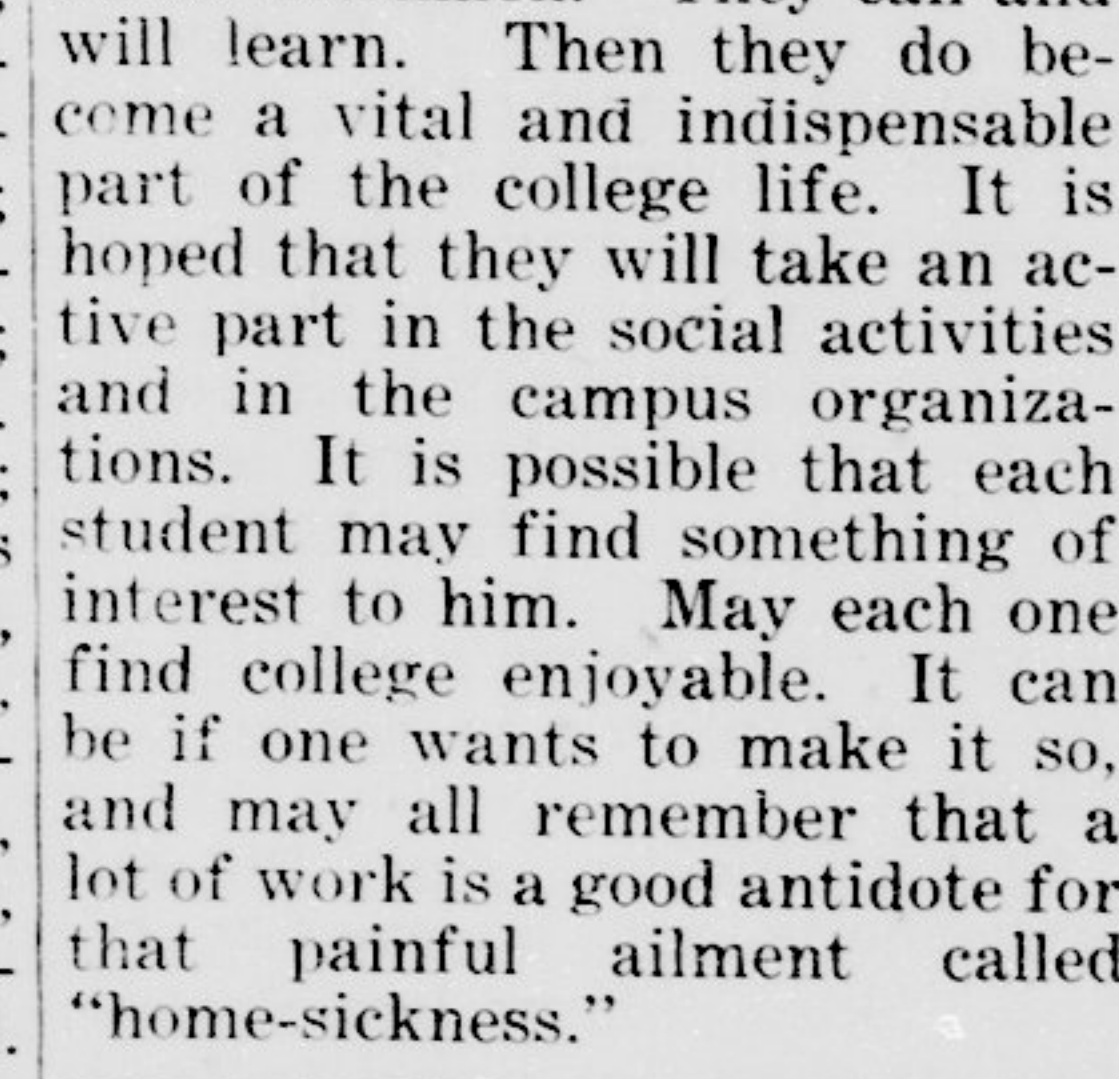 They can and
will learn. Then they do be-
come a vital and indispensable
part of the college life. It is
hoped that they will take an ac-
tive part in the social activities
and in the campus organiza-
tions. It is possible that each
student may find something of
interest to him. May each one
find college enjoyable. It can
be if one wants to make it so,
and may all remember that a
lot of work is a good antidote for
that painful ailment called
“home-sickness.”